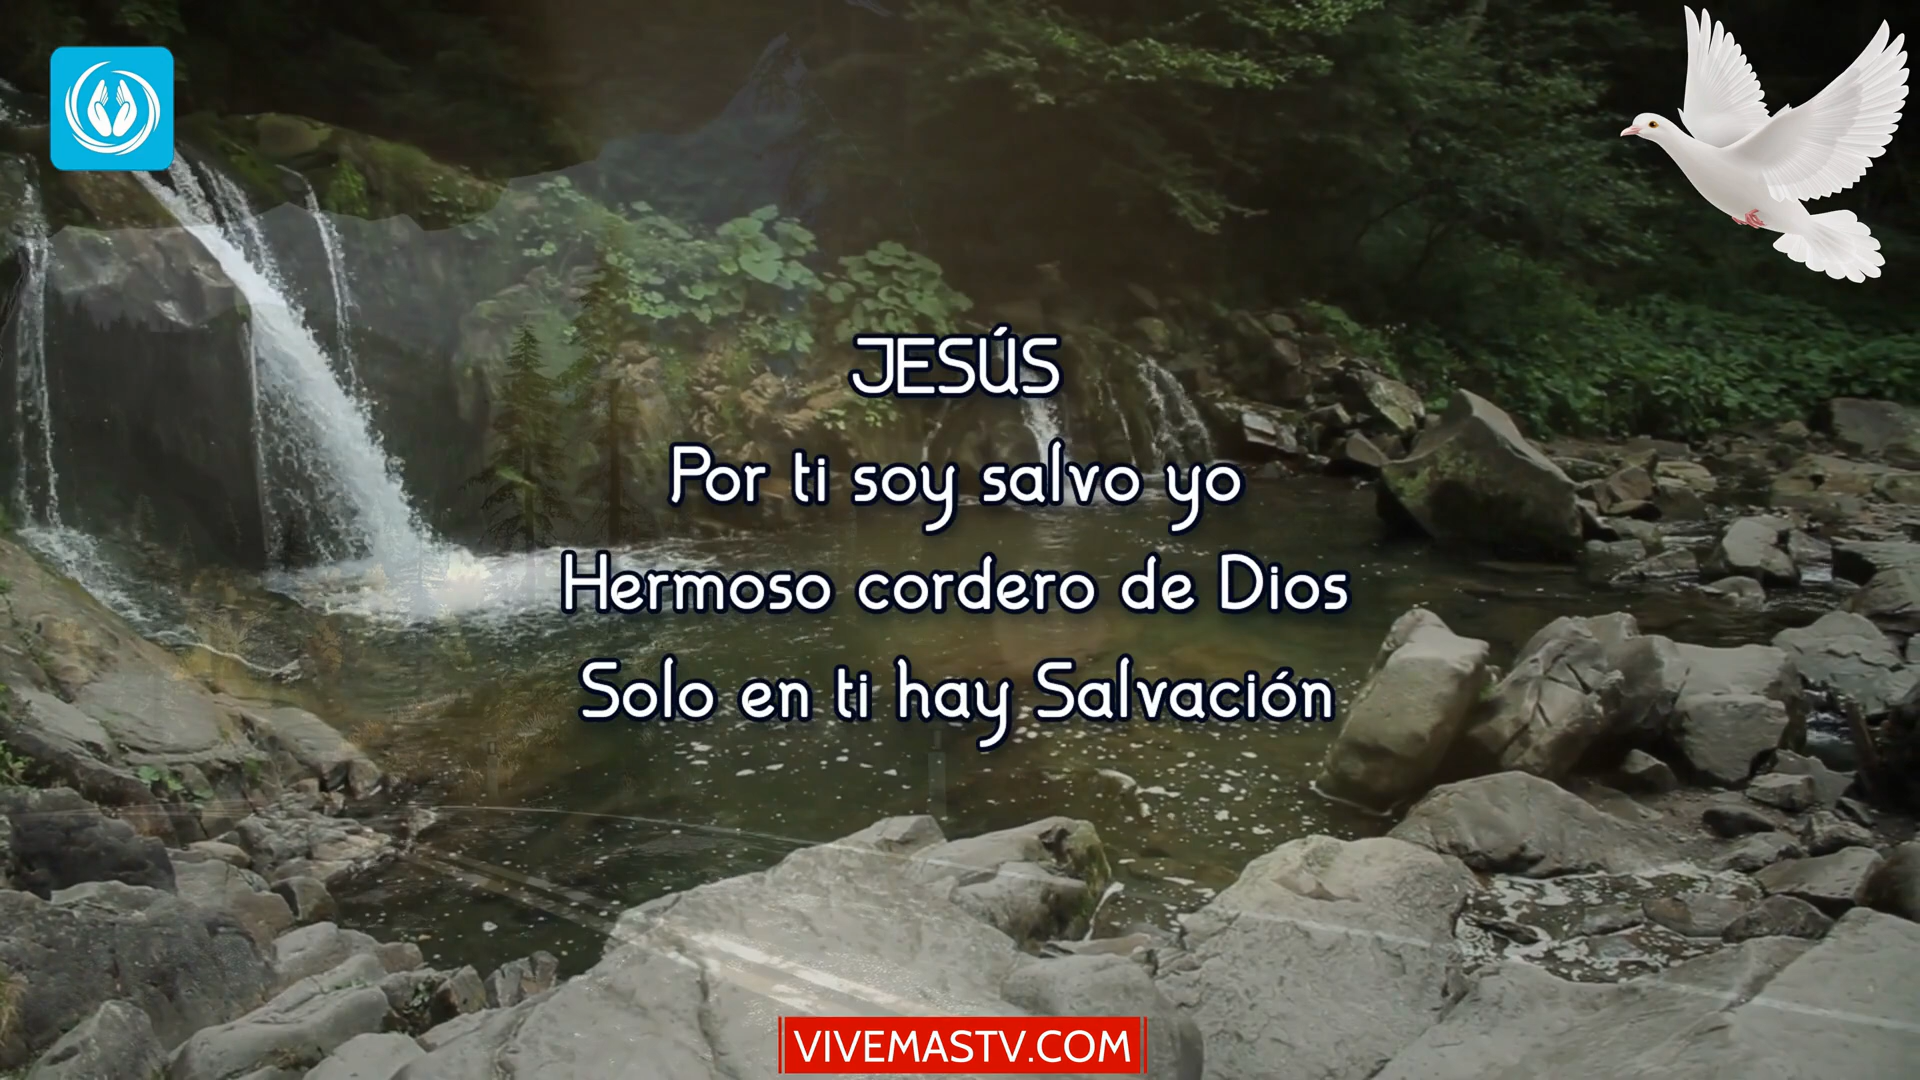 JESÚS
Por ti soy salvo yo
Hermoso cordero de Dios
Solo en ti hay Salvación
VIVEMASTV.COM